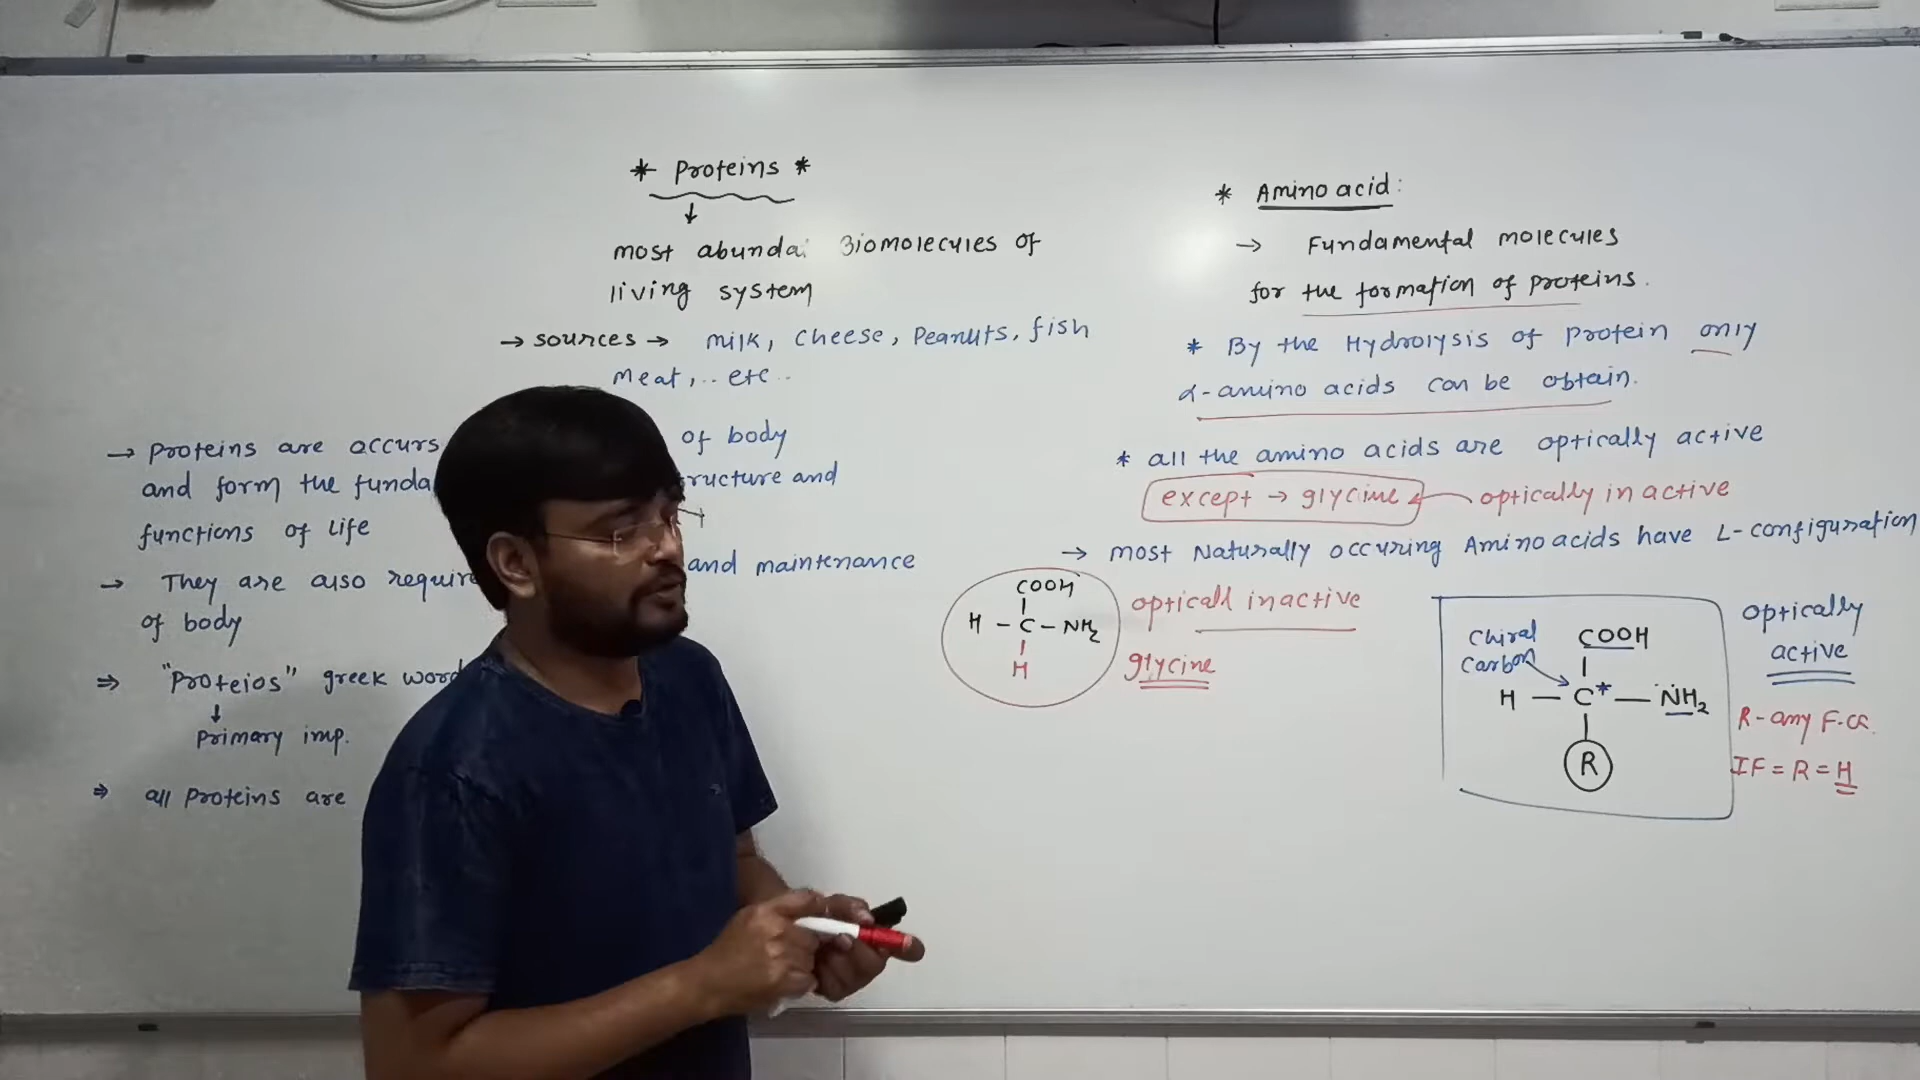 * Proteins *
↓
most abunda Biomolecules of
living system
→ sources → milk, cheese, Peanuts, fish
meat, .. etc ..
→ Proteins are occurs of body
and form the funda ructure and
functions of life
→ They are also require and maintenance
of body
⇒ "Proteios" greek word
↓
Primary imp.
⇒ all Proteins are
* Amino acid:
→ Fundamental molecules
for the formation of proteins.
* By the Hydrolysis of Protein only
α-amino acids can be obtain.
* all the amino acids are optically active
except → glycine ← optically inactive
→ most Naturally occuring Amino acids have L-configuration
COOH
H - C - NH2
H
opticall inactive
glycine
Chiral
Carbon
COOH
H - C* - NH2
R
optically
active
R-any F.G.
IF = R = H